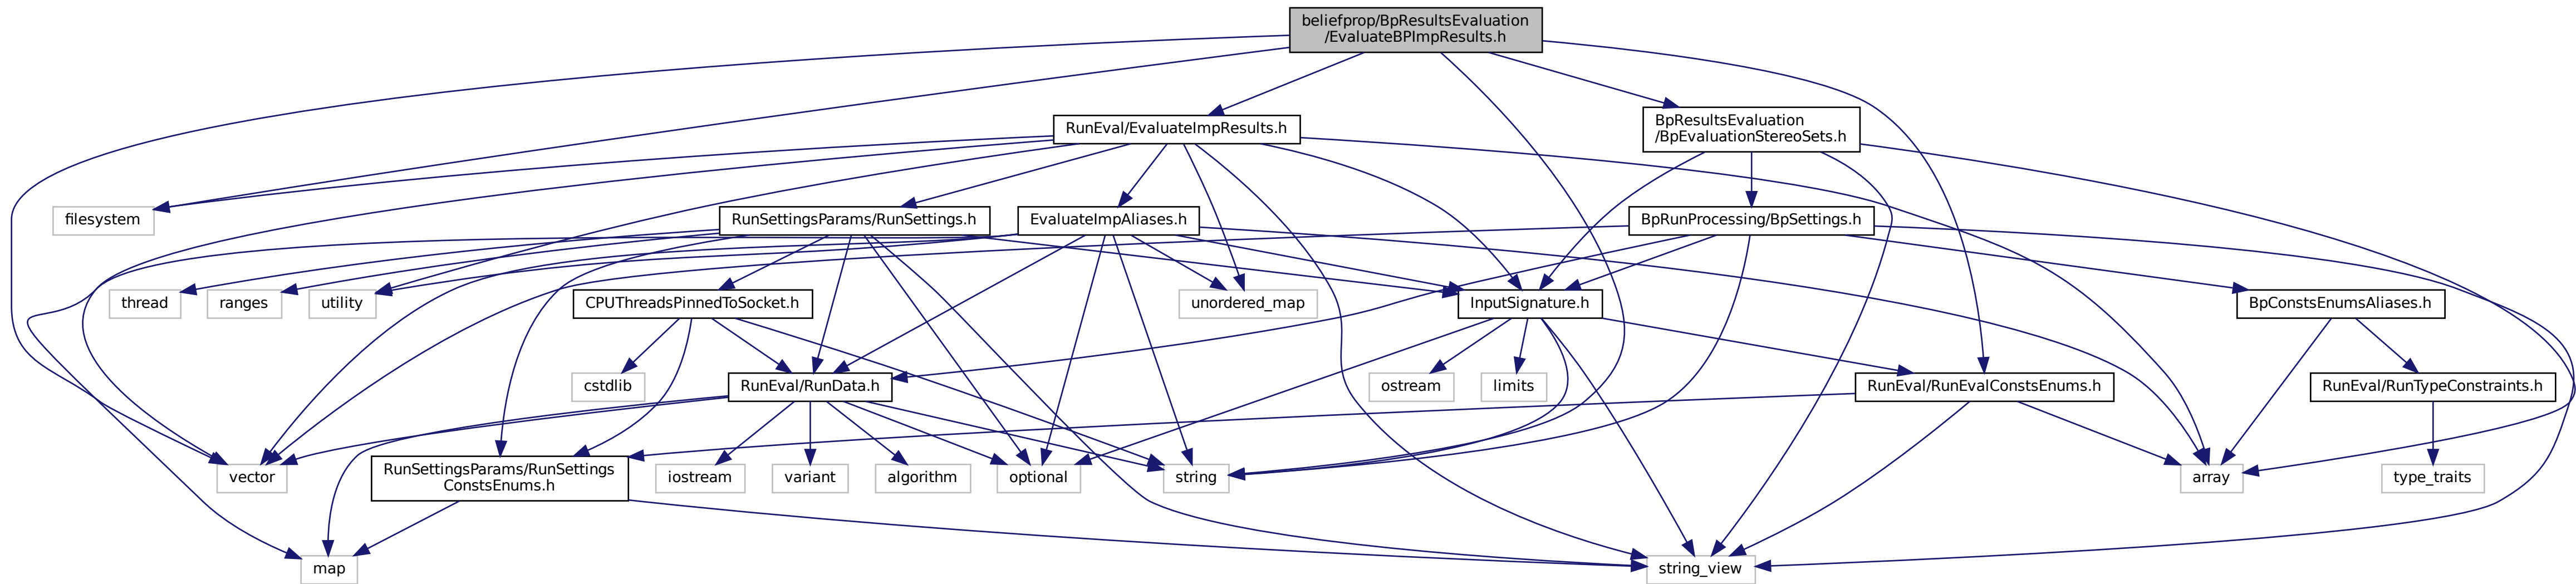 beliefprop/BpResultsEvaluation
/EvaluateBPImpResults.h
RunEval/EvaluateImpResults.h
BpResultsEvaluation
/BpEvaluationStereoSets.h
filesystem
RunSettingsParams/RunSettings.h
EvaluateImpAliases.h
BpRunProcessing/BpSettings.h
thread
ranges
utility
CPUThreadsPinnedToSocket.h
unordered_map
InputSignature.h
BpConstsEnumsAliases.h
cstdlib
RunEval/RunData.h
ostream
limits
RunEval/RunEvalConstsEnums.h
RunEval/RunTypeConstraints.h
vector
RunSettingsParams/RunSettings
ConstsEnums.h
iostream
variant
algorithm
optional
string
array
type_traits
map
string_view